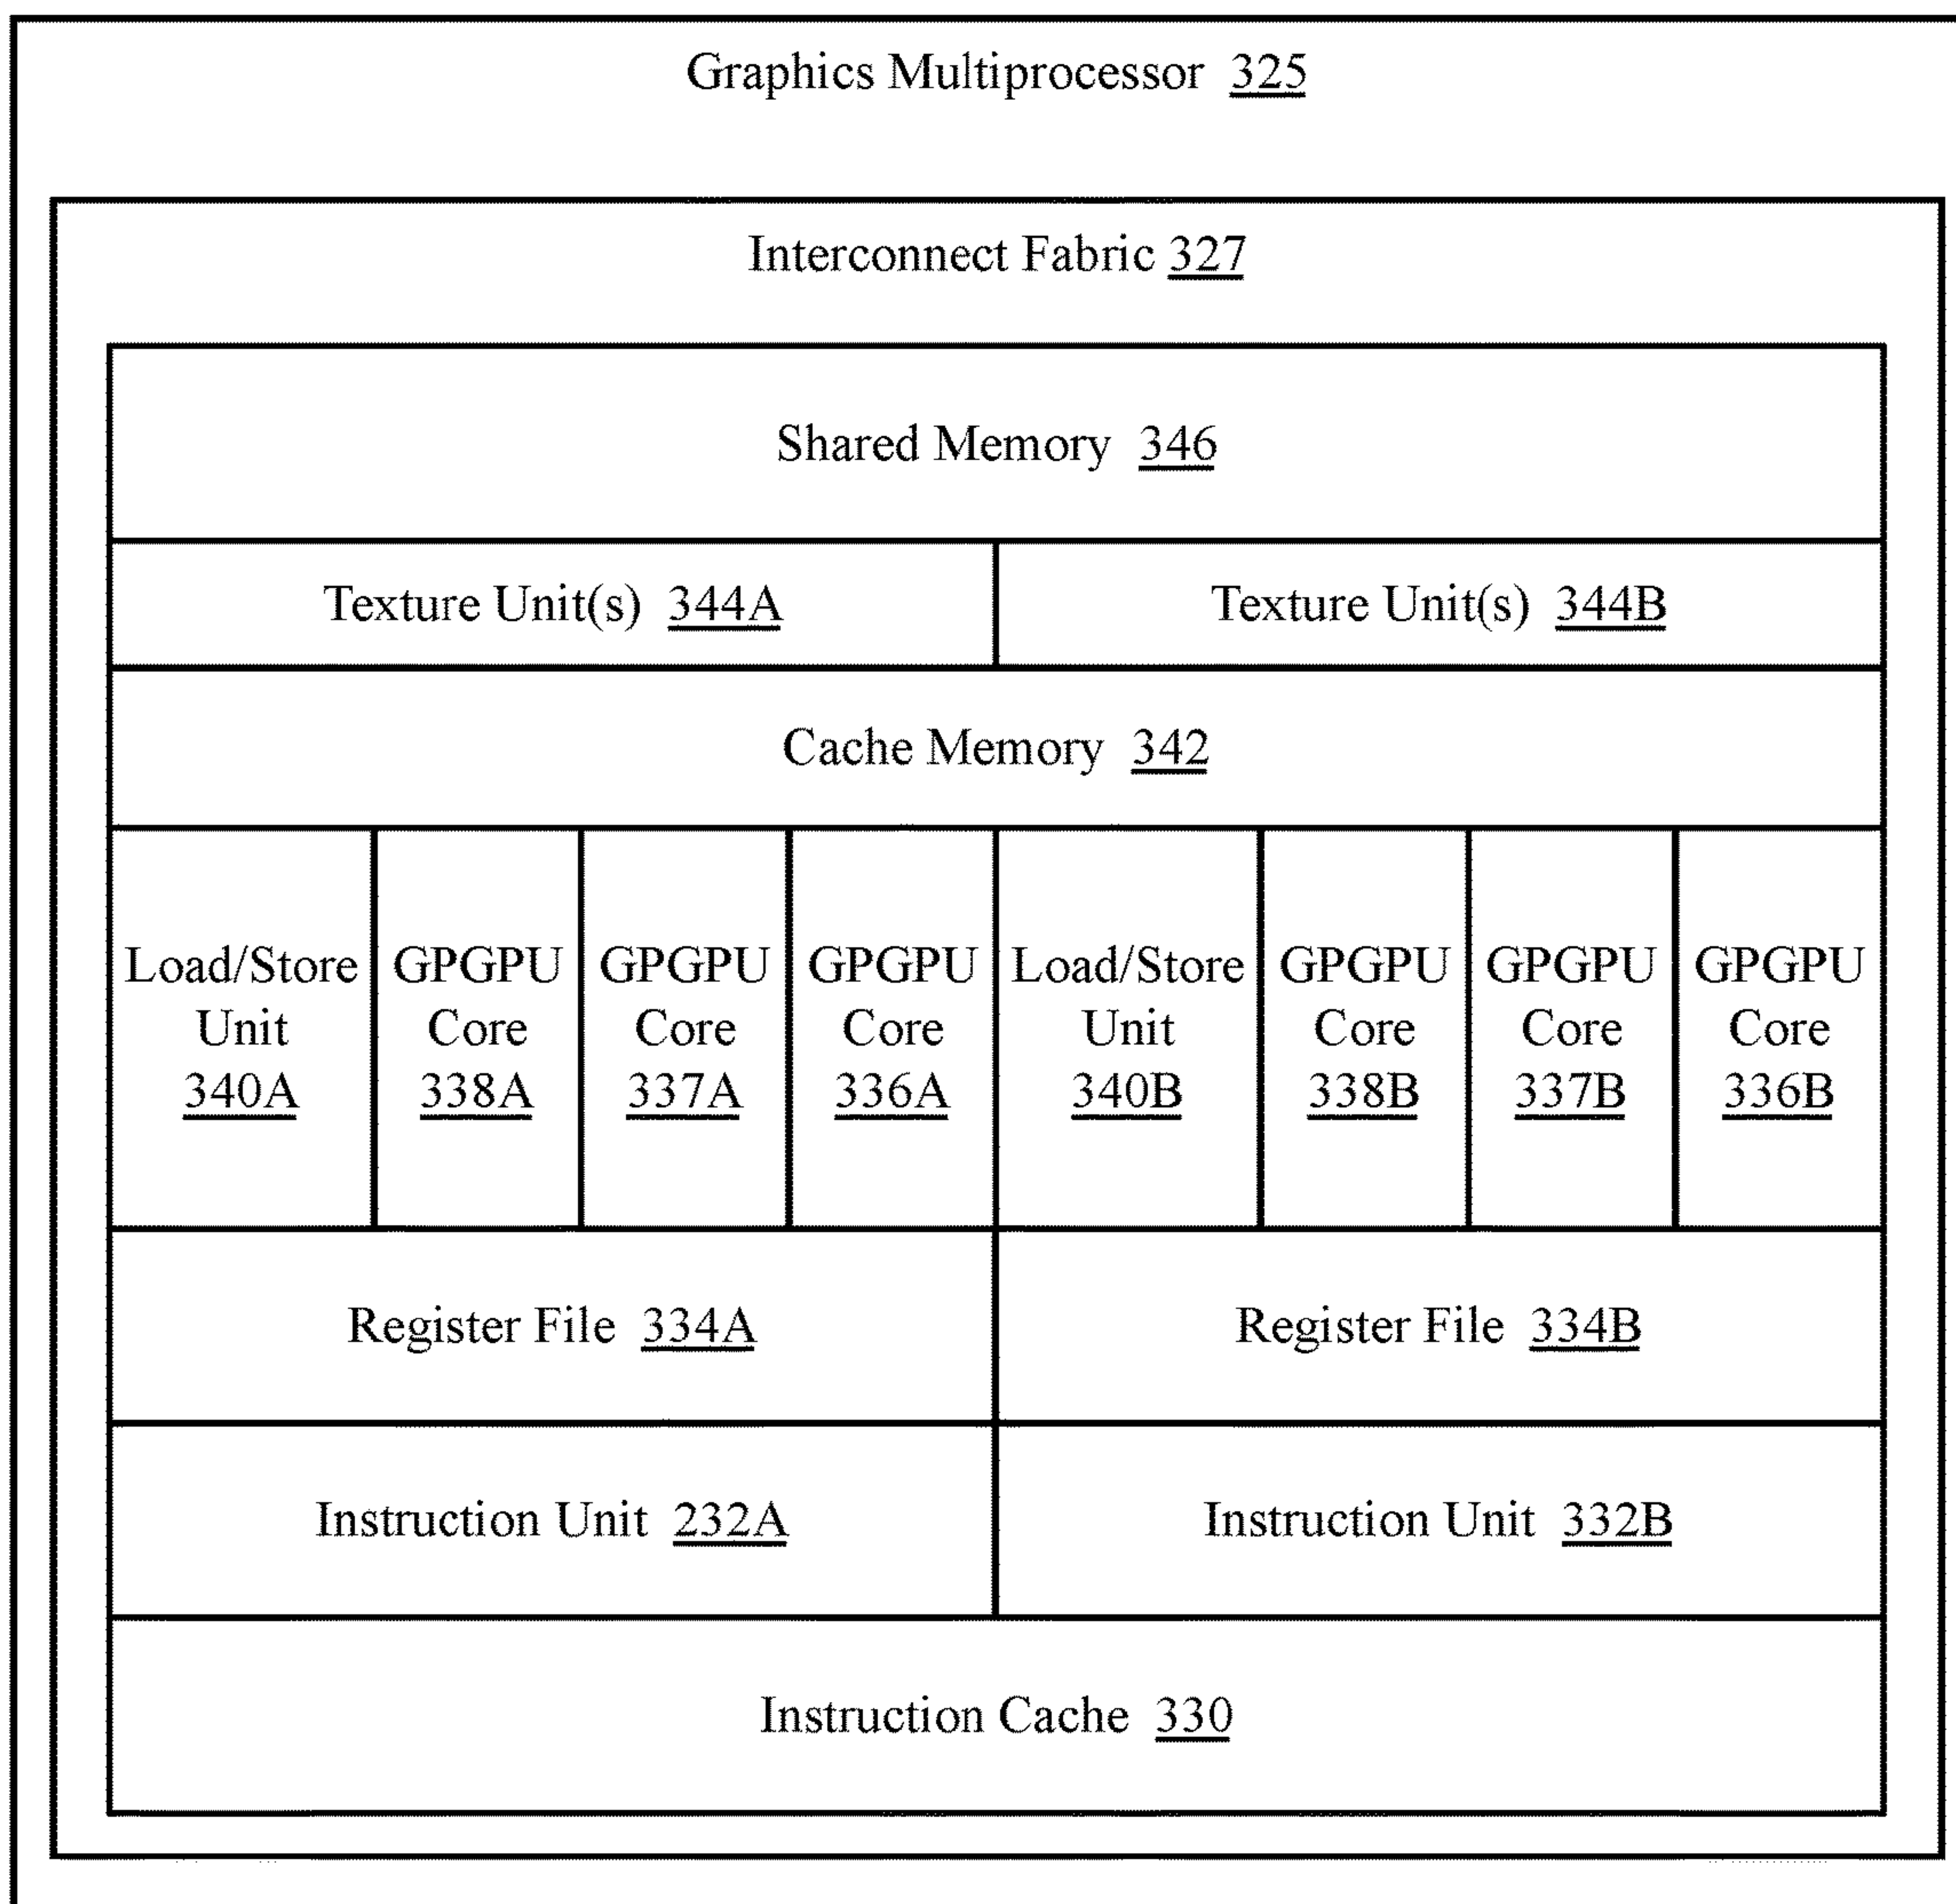 Graphics Multiprocessor 325
Interconnect Fabric 327
Shared Memory 346
Texture Unit(s) 344A
Texture Unit(s) 344B
Cache Memory 342
Load/Store
Unit
340A
GPGPU
Core
338A
GPGPU
Core
337A
GPGPU
Core
336A
Load/Store
Unit
340B
GPGPU
Core
338B
GPGPU
Core
337B
GPGPU
Core
336B
Register File 334A
Register File 334B
Instruction Unit 232A
Instruction Unit 332B
Instruction Cache 330